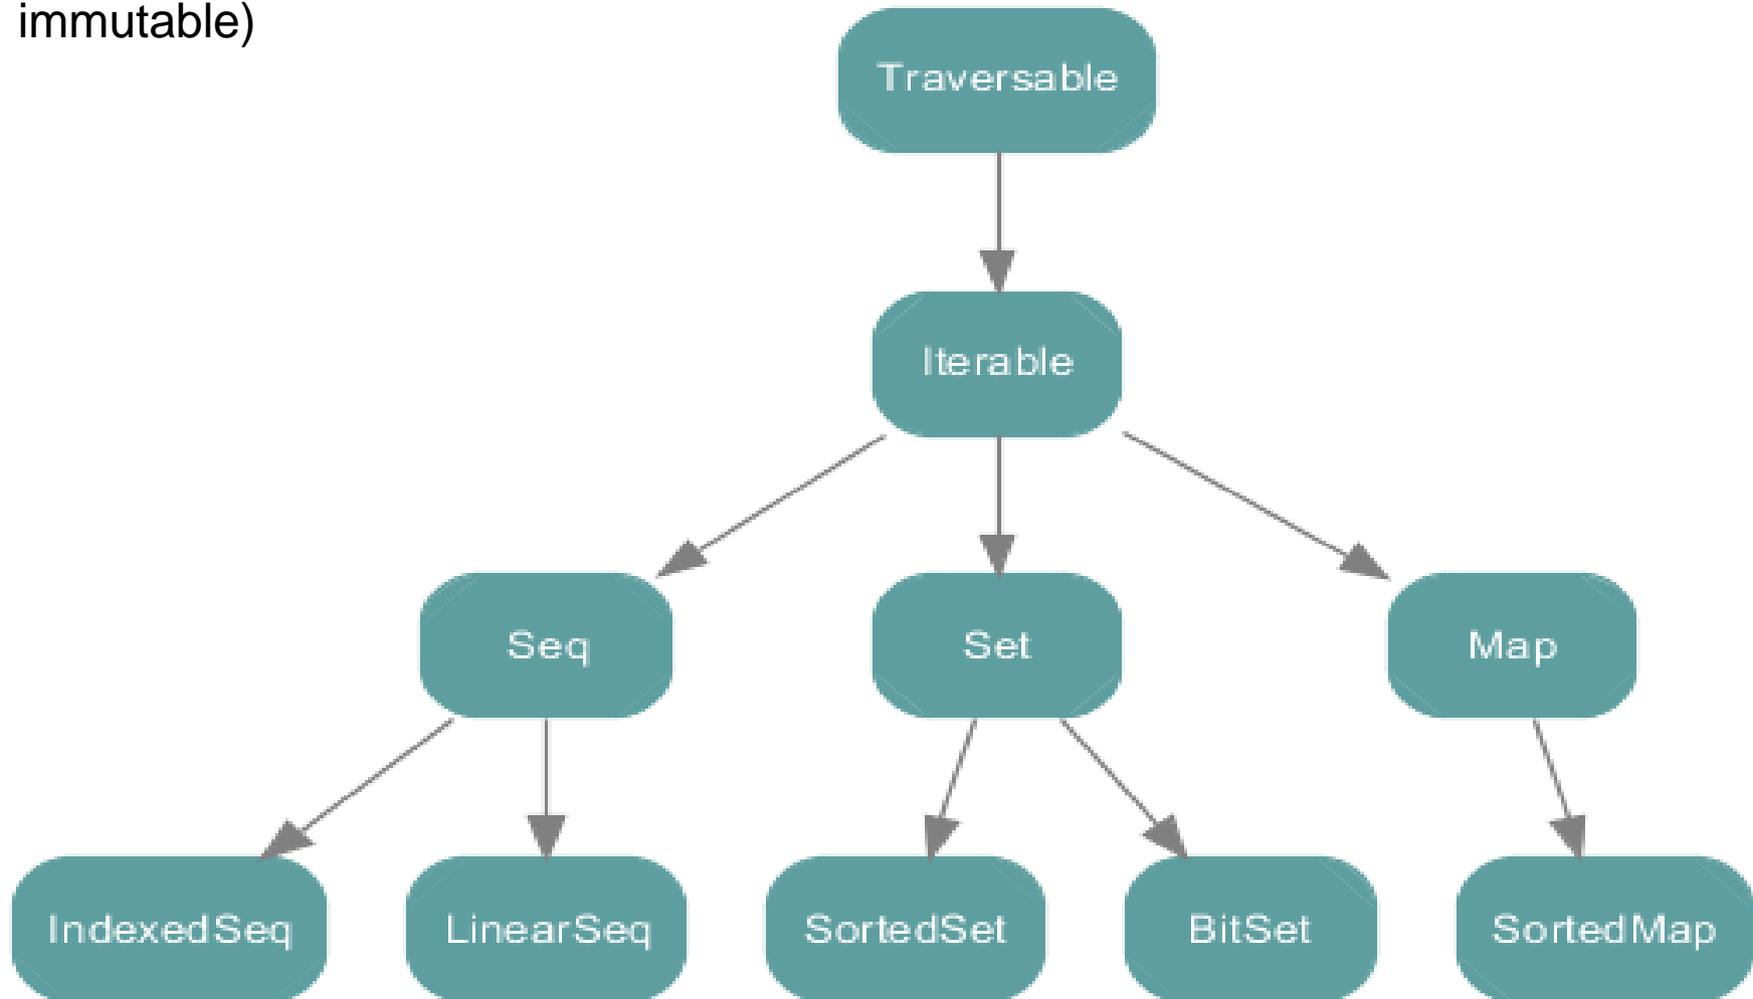 immutable)
Traversable
Iterable
Seq
Set
Map
IndexedSeq
LinearSeq
SortedSet
BitSet
SortedMap